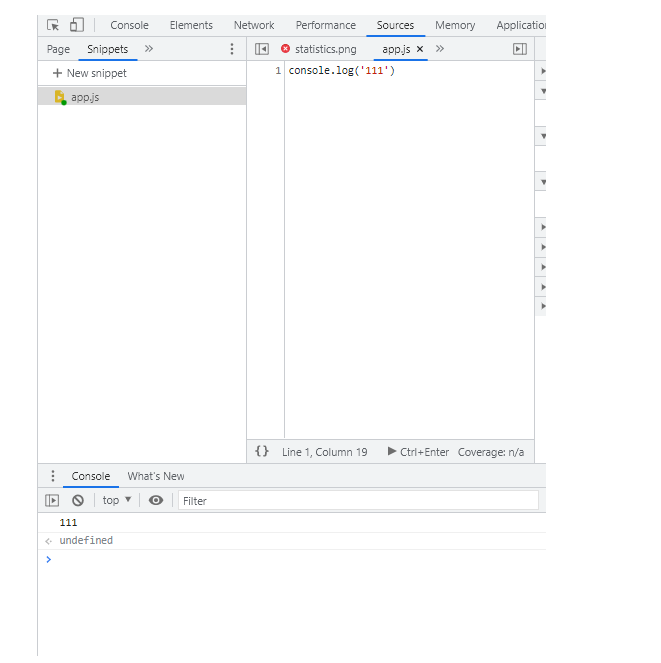 Console Elements Network Performance Sources Memory Application
Page Snippets
statistics.png app.js
New snippet
app.js
1 console.log('111')
{} Line 1, Column 19 Ctrl+Enter Coverage: n/a
Console What's New
top Filter
111
undefined